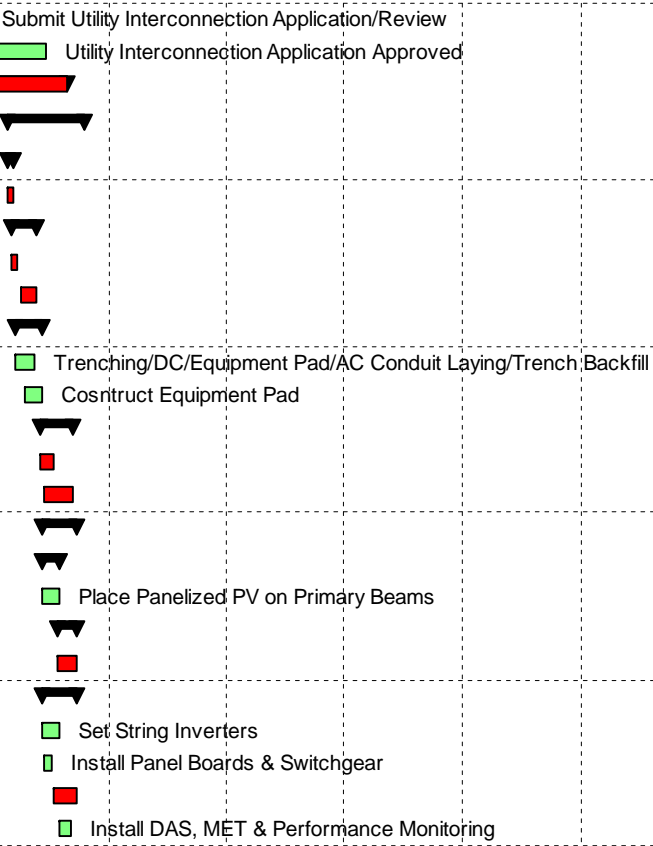 Submit Utility Interconnection Application/Review
Utility Interconnection Application Approved
Trenching/DC/Equipment Pad/AC Conduit Laying/Trench Backfill
Cosntruct Equipment Pad
Place Panelized PV on Primary Beams
Set String Inverters
Install Panel Boards & Switchgear
Install DAS, MET & Performance Monitoring